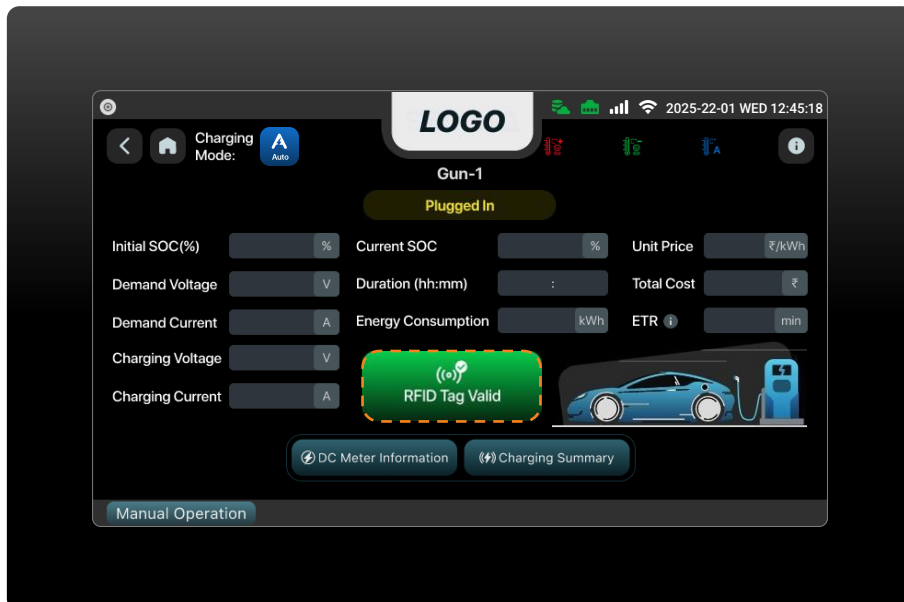 LOGO
2025-22-01 WED 12:45:18
Charging
Mode:
Auto
A
Gun-1
Plugged In
Initial SOC(%) %
Current SOC %
Unit Price ₹/kWh
Demand Voltage V
Duration (hh:mm) :
Total Cost ₹
Demand Current A
Energy Consumption kWh
ETR i min
Charging Voltage V
Charging Current A
RFID Tag Valid
DC Meter Information
Charging Summary
Manual Operation